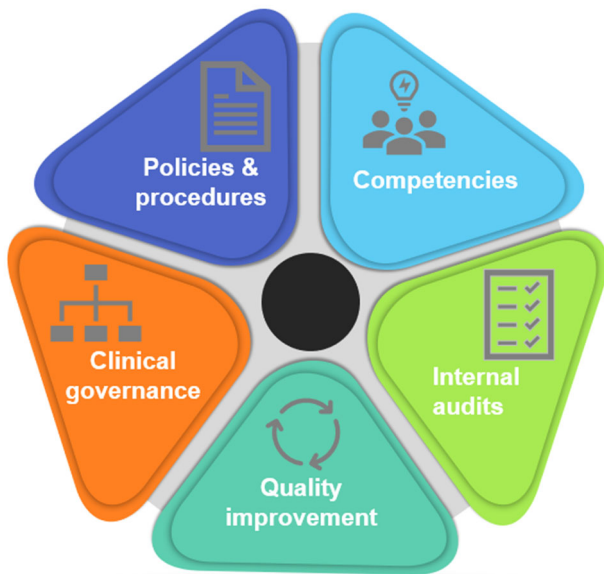 Policies &
procedures
Competencies
Clinical
governance
Internal
audits
Quality
improvement